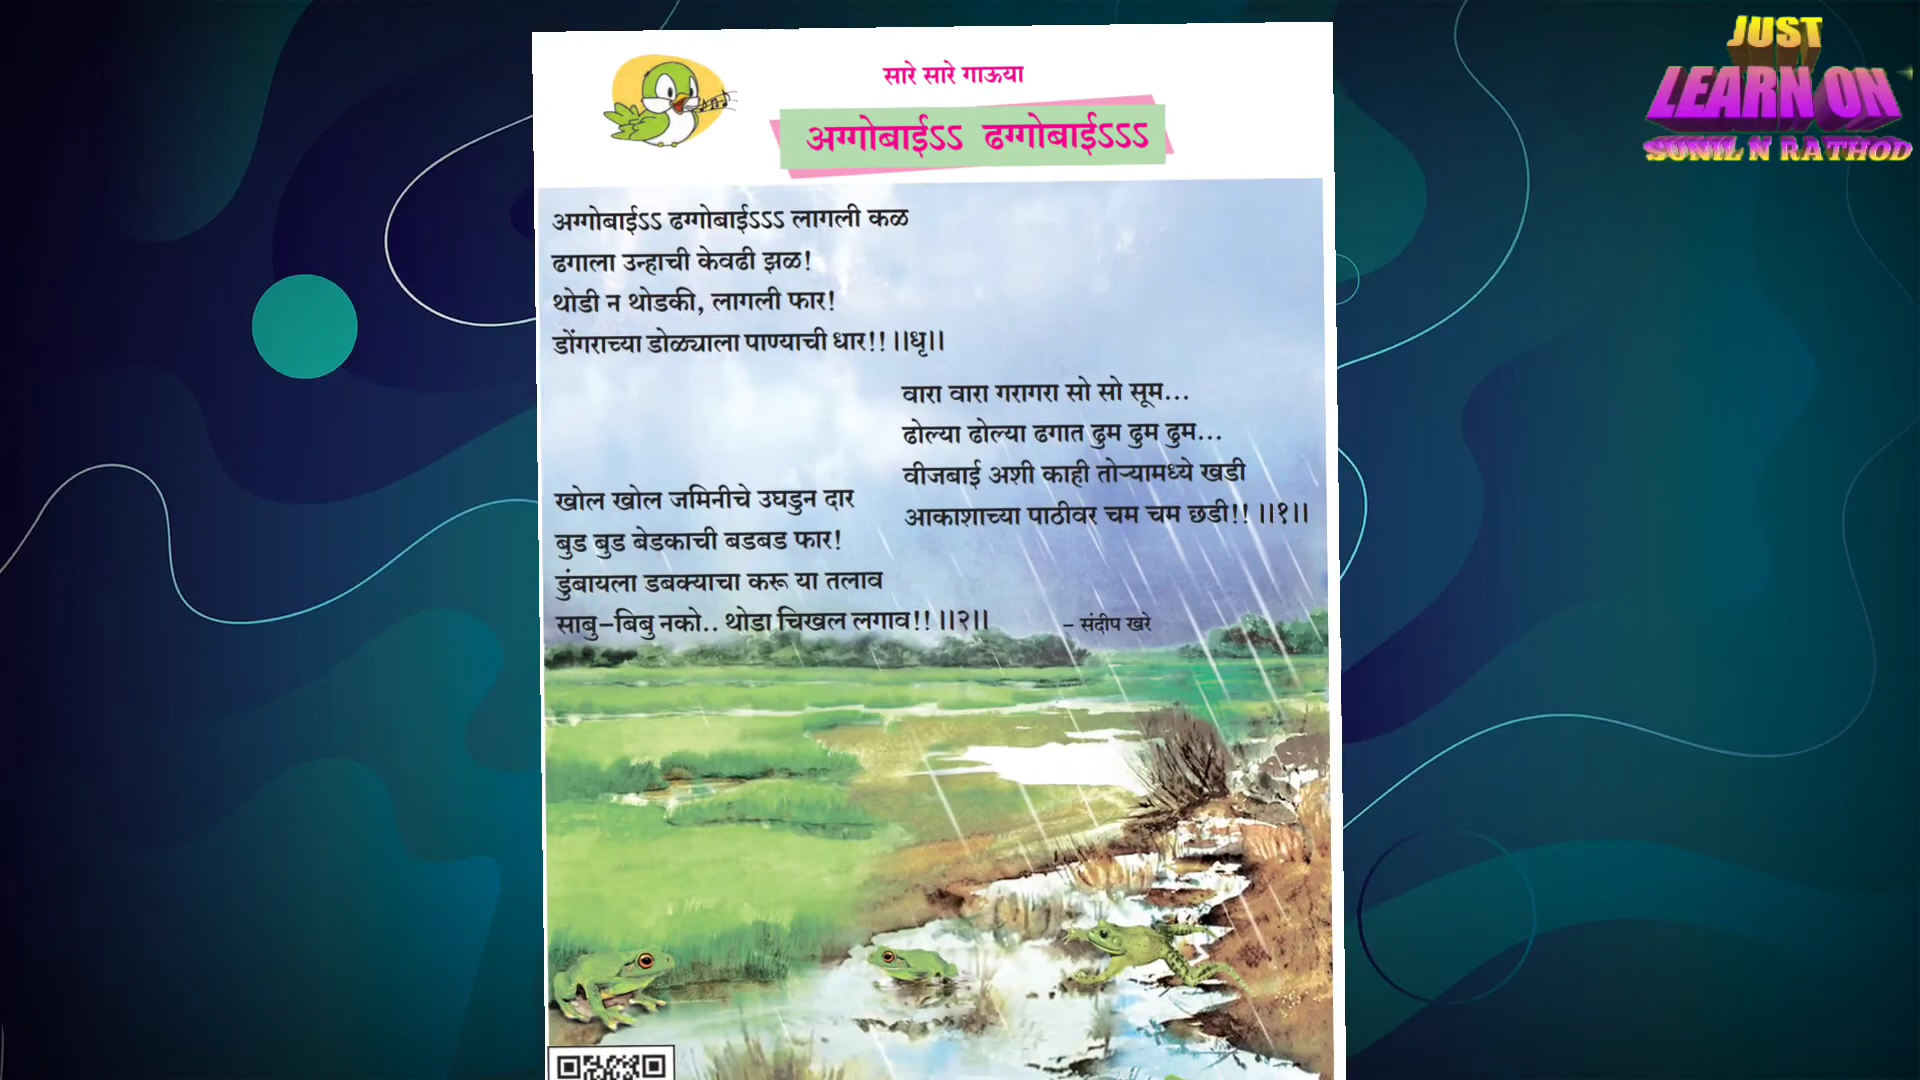 सारे सारे गाऊया
अग्गोबाईऽऽ ढग्गोबाईऽऽऽ
अग्गोबाईऽऽ ढग्गोबाईऽऽऽ लागली कळ
ढगाला उन्हाची केवढी झळ!
थोडी न थोडकी, लागली फार!
डोंगराच्या डोळ्याला पाण्याची धार!! ।।धृ।।
वारा वारा गरागरा सो सो सूम...
ढोल्या ढोल्या ढगात ढुम ढुम ढुम...
वीजबाई अशी काही तोऱ्यामध्ये खडी
आकाशाच्या पाठीवर चम चम छडी!! ।।१।।
खोल खोल जमिनीचे उघडुन दार
बुड बुड बेडकाची बडबड फार!
डुंबायला डबक्याचा करू या तलाव
साबु–बिबु नको.. थोडा चिखल लगाव!! ।।२।।
– संदीप खरे
JUST
LEARN ON
SUNIL N RATHOD